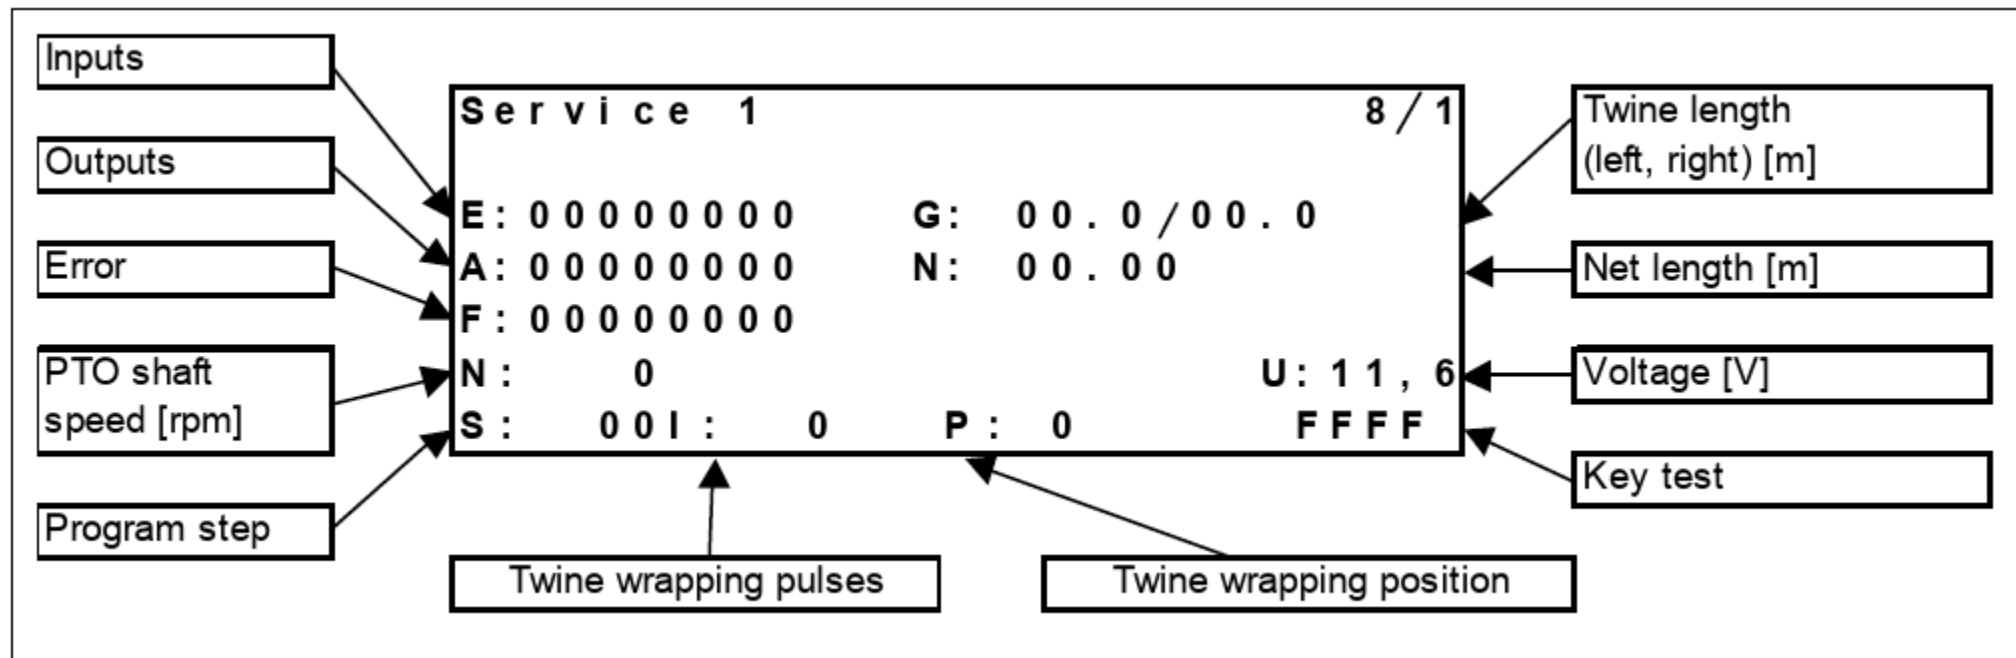 Inputs
Outputs
Error
PTO shaft
speed [rpm]
Program step
Service 1 8/1
E:00000000 G: 00.0/00.0
A:00000000 N: 00.00
F:00000000
N: 0 U:11,6
S: 00I: 0 P: 0 FFFF
Twine length
(left, right) [m]
Net length [m]
Voltage [V]
Key test
Twine wrapping pulses
Twine wrapping position